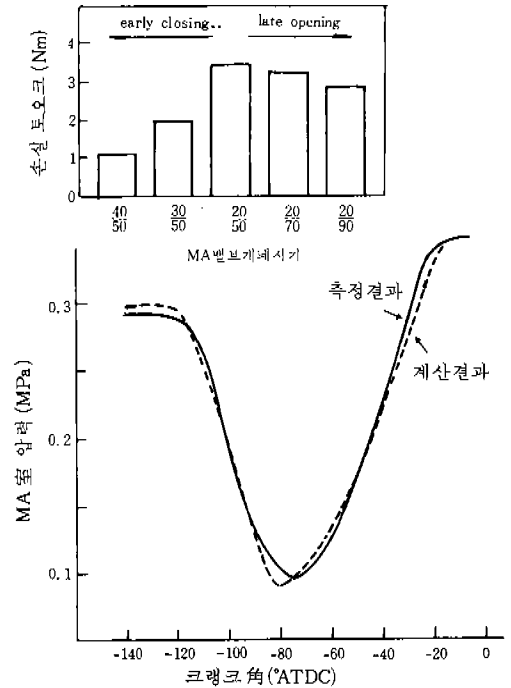 early closing.. late opening
손실 토오크 (Nm)
4
3
2
1
0
40/50 30/50 20/50 20/70 20/90
MA밸브개폐시기
MA室 압력 (MPa)
0.3
0.2
0.1
측정결과
계산결과
-140 -120 -100 -80 -60 -40 -20 0
크랭크 角 (°ATDC)